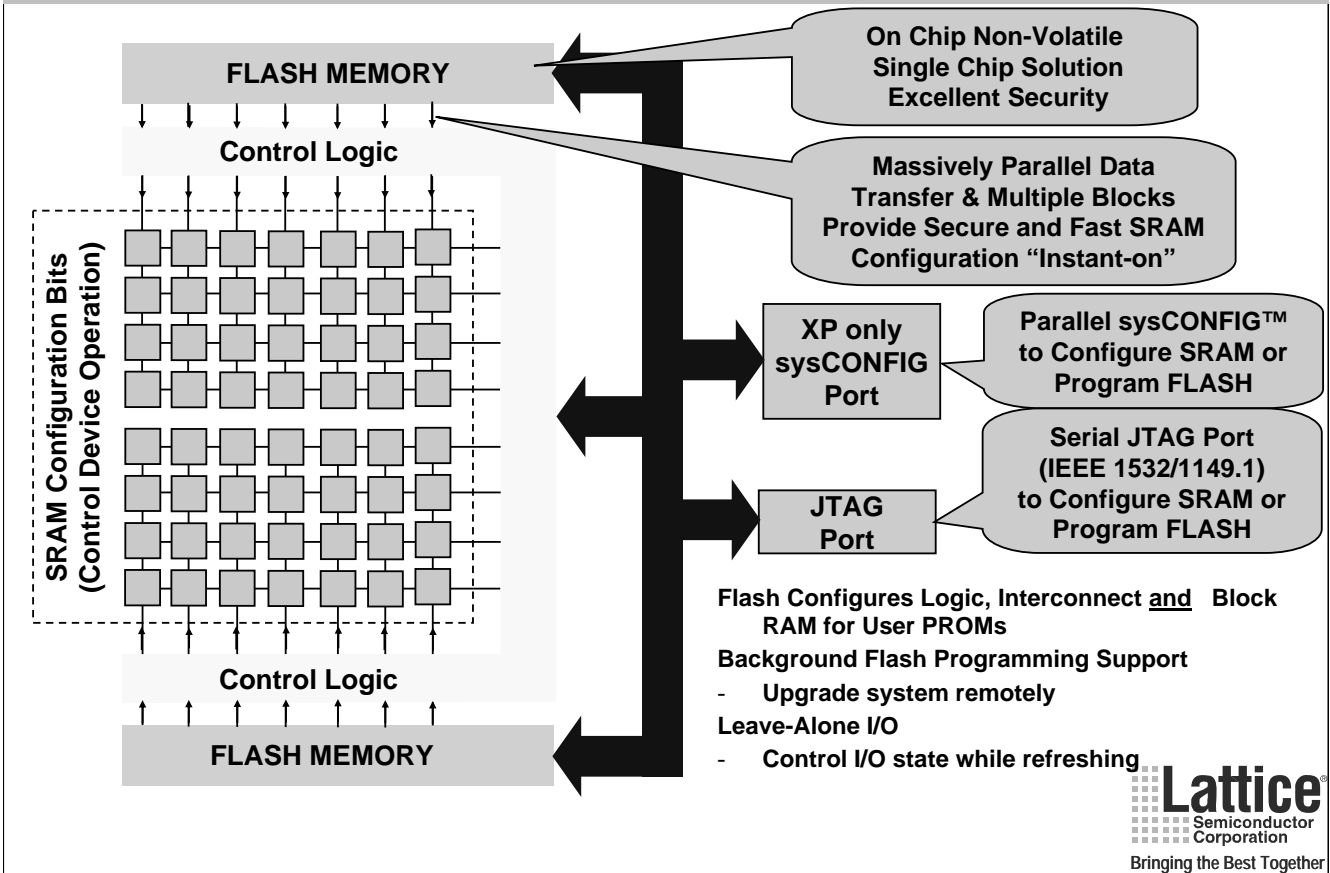 FLASH MEMORY
On Chip Non-Volatile
Single Chip Solution
Excellent Security
Control Logic
Massively Parallel Data
Transfer & Multiple Blocks
Provide Secure and Fast SRAM
Configuration “Instant-on”
SRAM Configuration Bits
(Control Device Operation)
XP only
sysCONFIG
Port
Parallel sysCONFIG™
to Configure SRAM or
Program FLASH
Serial JTAG Port
(IEEE 1532/1149.1)
to Configure SRAM or
Program FLASH
JTAG
Port
Control Logic
FLASH MEMORY
Flash Configures Logic, Interconnect and Block
RAM for User PROMs
Background Flash Programming Support
- Upgrade system remotely
Leave-Alone I/O
- Control I/O state while refreshing
Lattice®
Semiconductor
Corporation
Bringing the Best Together